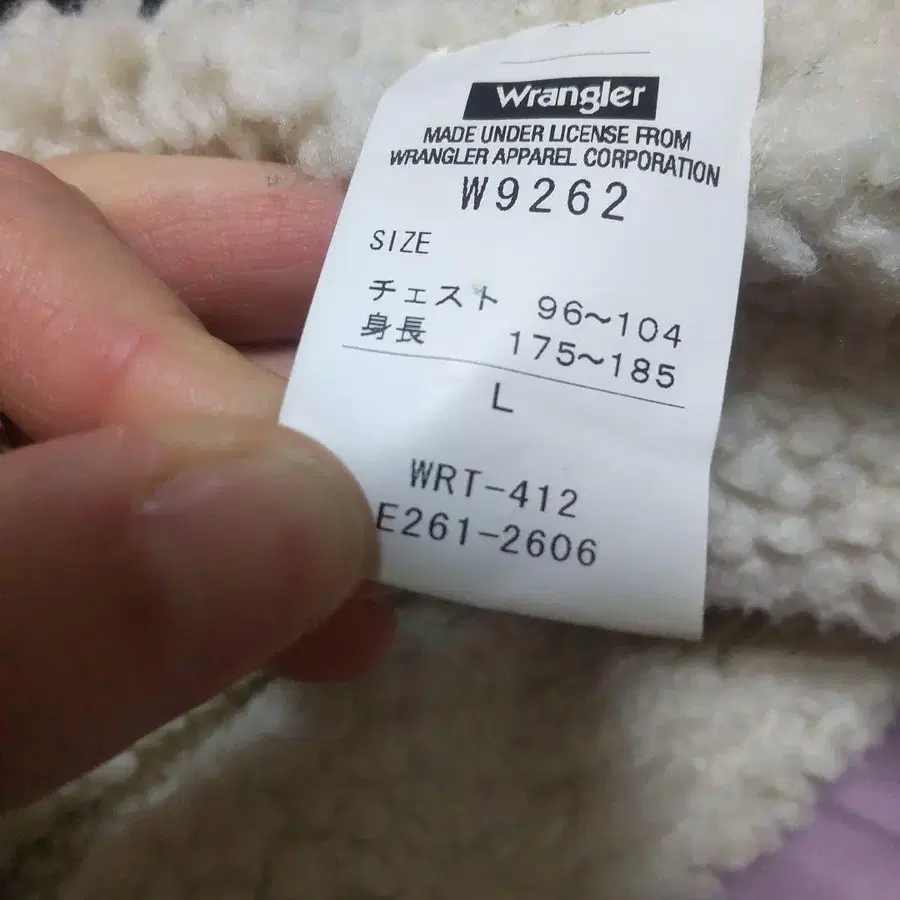 Wrangler
MADE UNDER LICENSE FROM
WRANGLER APPAREL CORPORATION
W9262
SIZE
チェスト 96~104
身長 175~185
L
WRT-412
E261-2606